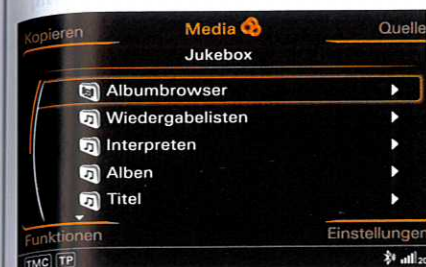 Kopieren Media Quelle
Jukebox
Albumbrowser
Wiedergabelisten
Interpreten
Alben
Titel
Funktionen Einstellungen
TMC TP